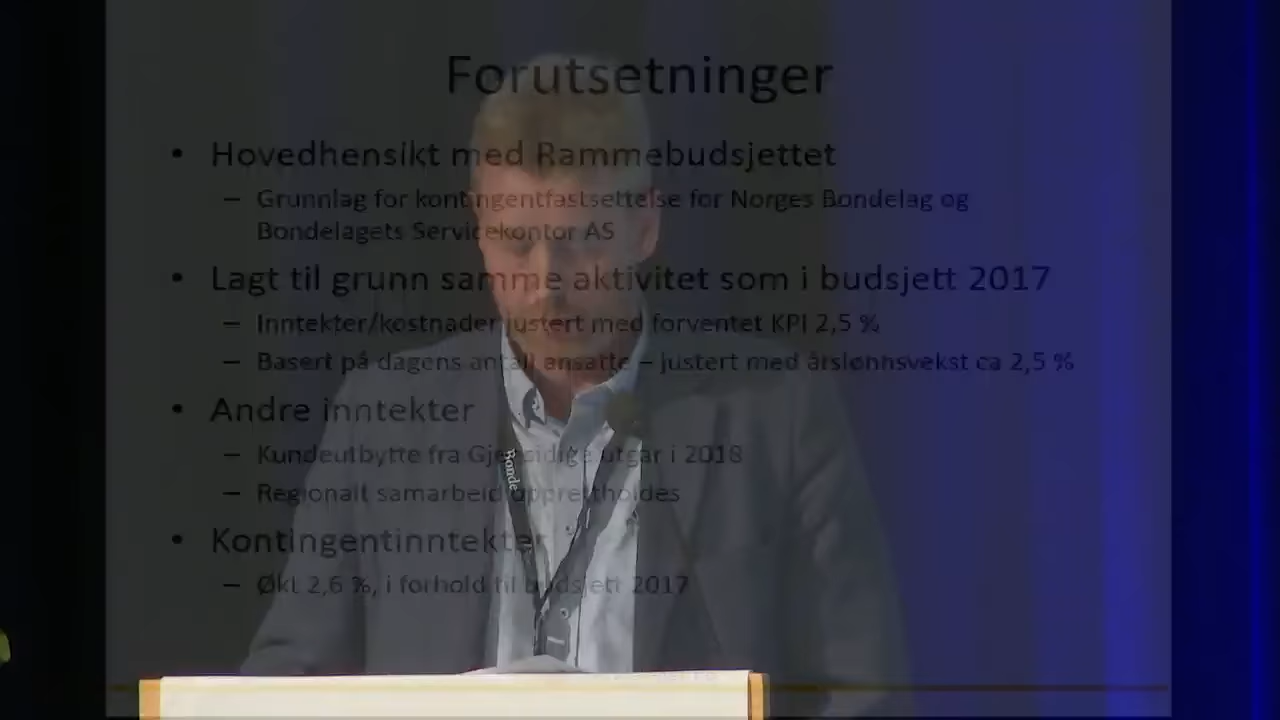 Forutsetninger
• Hovedhensikt med Rammebudsjettet
– Grunnlag for kontingentfastsettelse for Norges Bondelag og
Bondelagets Servicekontor AS
• Lagt til grunn samme aktivitet som i budsjett 2017
– Inntekter/kostnader justert med forventet KPI 2,5 %
– Basert på dagens antall ansatte – justert med årslønnsvekst ca 2,5 %
• Andre inntekter
– Kundeutbytte fra Gjensidige utgår i 2018
– Regionalt samarbeid opprettholdes
• Kontingentinntekter
– Økt 2,6 %, i forhold til budsjett 2017
Bonde